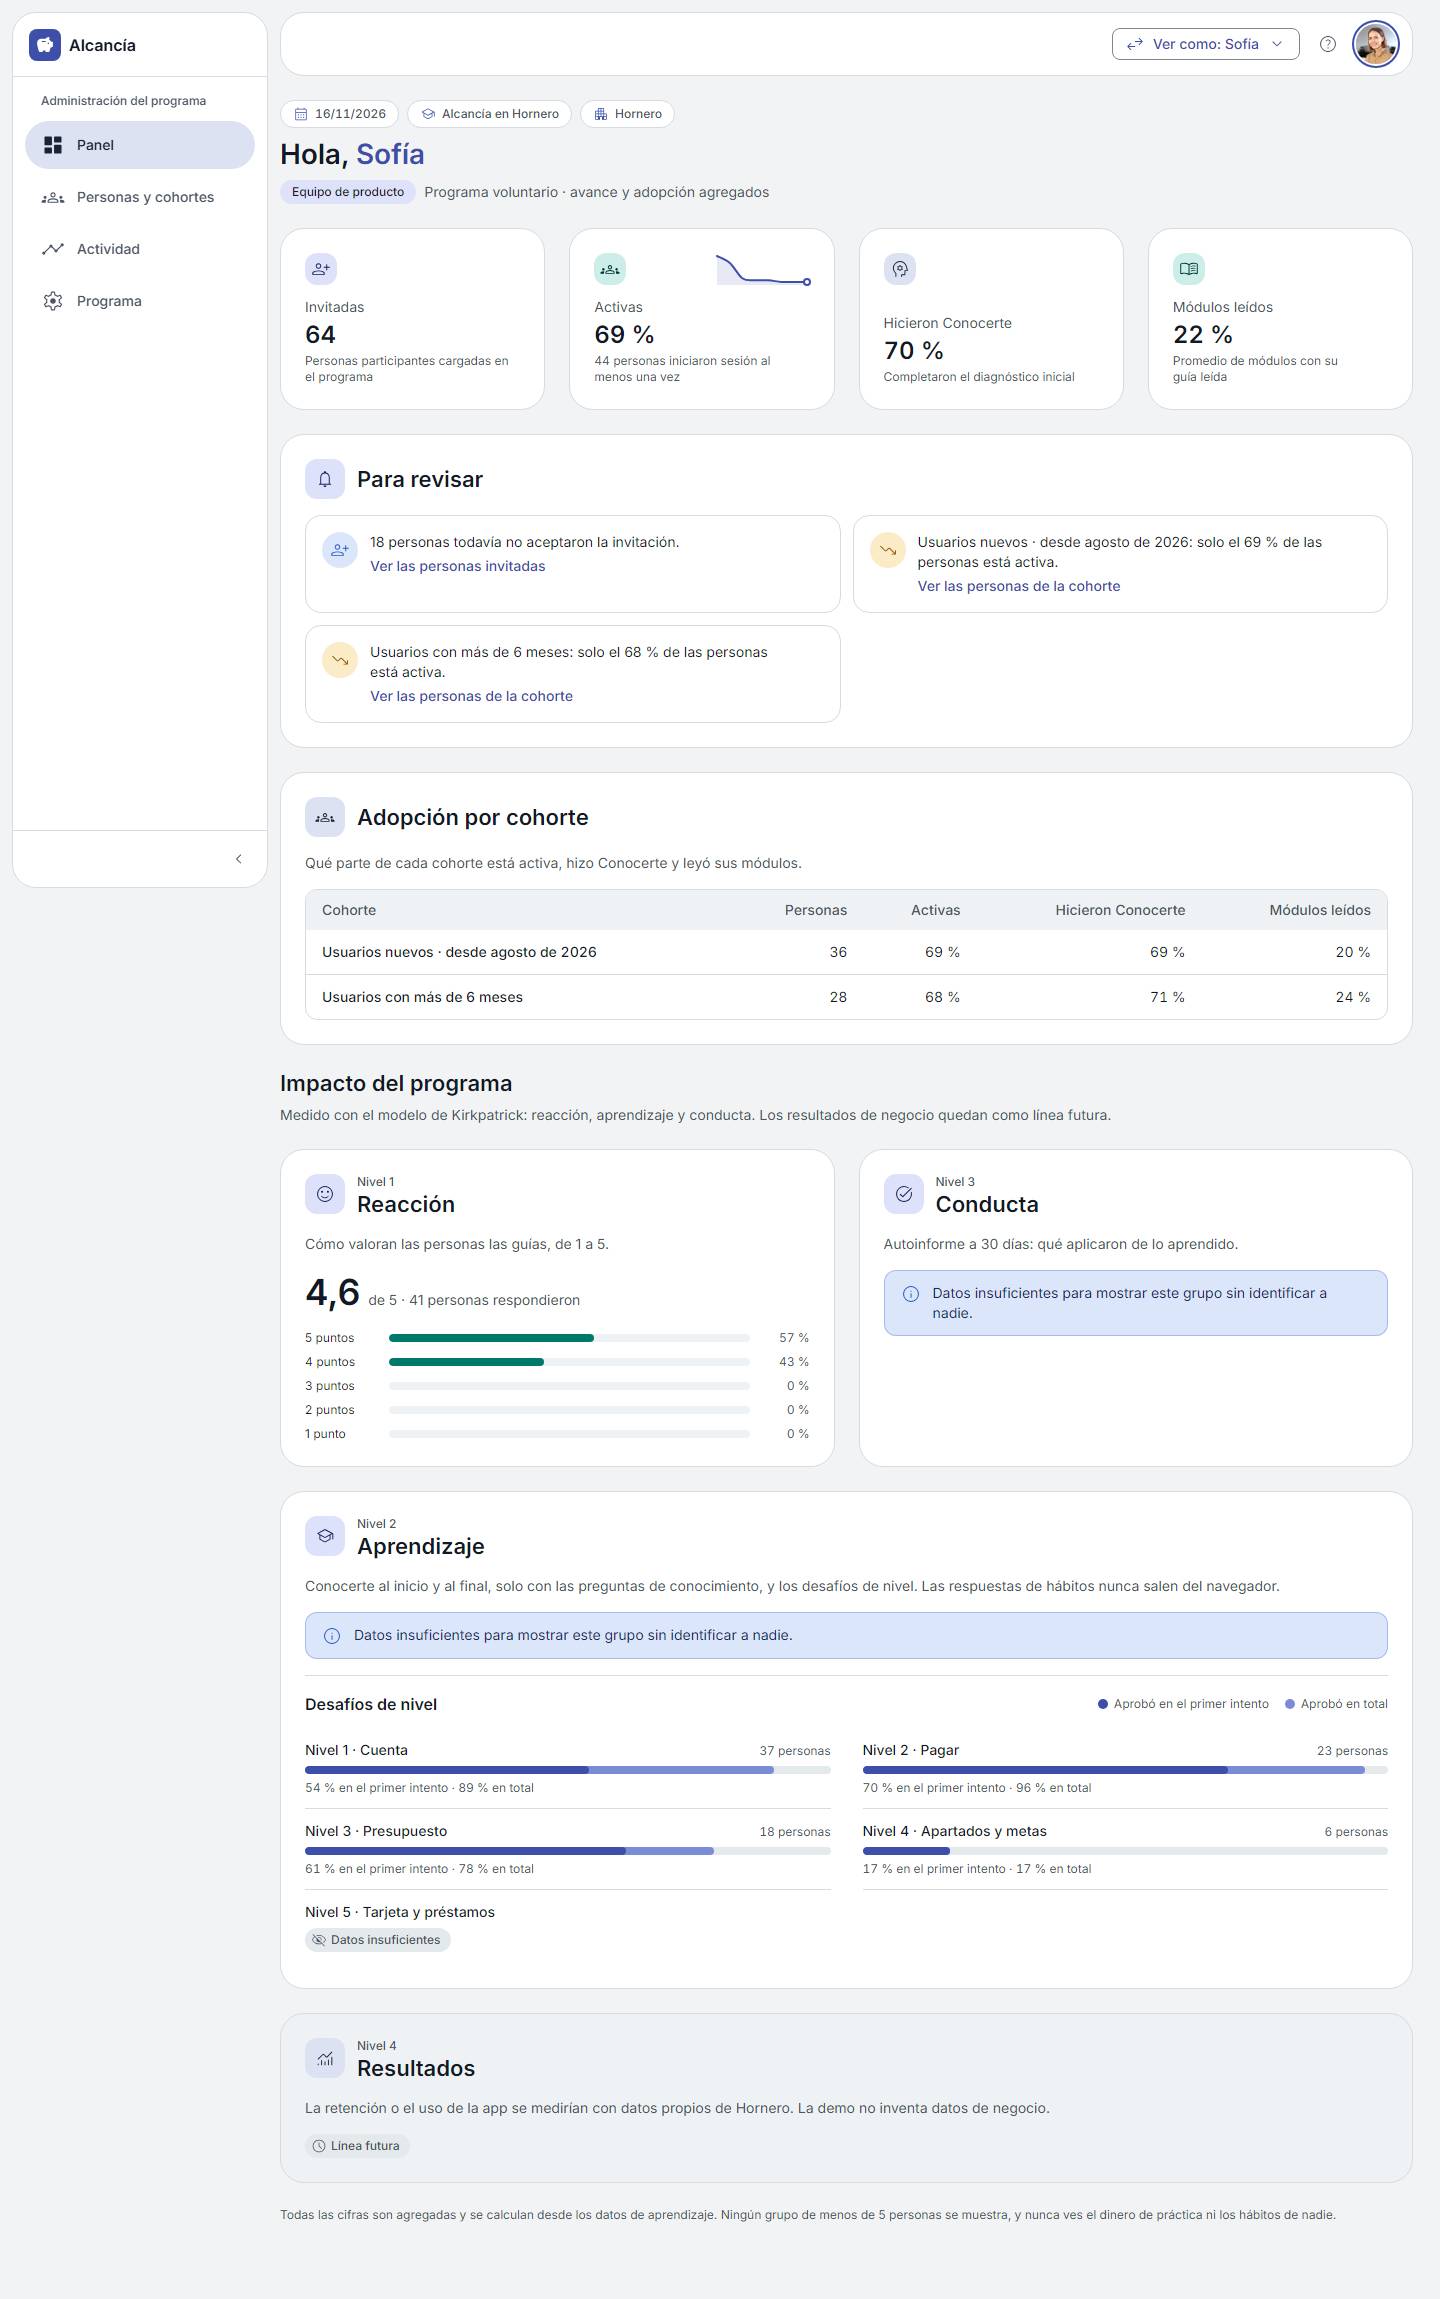 Alcancía
Ver como: Sofía
Administración del programa
Panel
Personas y cohortes
Actividad
Programa
16/11/2026
Alcancía en Hornero
Hornero
Hola, Sofía
Equipo de producto
Programa voluntario · avance y adopción agregados
Invitadas
64
Personas participantes cargadas en
el programa
Activas
69 %
44 personas iniciaron sesión al
menos una vez
Hicieron Conocerte
70 %
Completaron el diagnóstico inicial
Módulos leídos
22 %
Promedio de módulos con su
guía leída
Para revisar
18 personas todavía no aceptaron la invitación.
Ver las personas invitadas
Usuarios nuevos · desde agosto de 2026: solo el 69 % de las
personas está activa.
Ver las personas de la cohorte
Usuarios con más de 6 meses: solo el 68 % de las personas
está activa.
Ver las personas de la cohorte
Adopción por cohorte
Qué parte de cada cohorte está activa, hizo Conocerte y leyó sus módulos.
Cohorte Personas Activas Hicieron Conocerte Módulos leídos
Usuarios nuevos · desde agosto de 2026 36 69 % 69 % 20 %
Usuarios con más de 6 meses 28 68 % 71 % 24 %
Impacto del programa
Medido con el modelo de Kirkpatrick: reacción, aprendizaje y conducta. Los resultados de negocio quedan como línea futura.
Nivel 1
Reacción
Cómo valoran las personas las guías, de 1 a 5.
4,6 de 5 · 41 personas respondieron
5 puntos 57 %
4 puntos 43 %
3 puntos 0 %
2 puntos 0 %
1 punto 0 %
Nivel 3
Conducta
Autoinforme a 30 días: qué aplicaron de lo aprendido.
Datos insuficientes para mostrar este grupo sin identificar a
nadie.
Nivel 2
Aprendizaje
Conocerte al inicio y al final, solo con las preguntas de conocimiento, y los desafíos de nivel. Las respuestas de hábitos nunca salen del navegador.
Datos insuficientes para mostrar este grupo sin identificar a nadie.
Desafíos de nivel
Aprobó en el primer intento
Aprobó en total
Nivel 1 · Cuenta 37 personas
54 % en el primer intento · 89 % en total
Nivel 2 · Pagar 23 personas
70 % en el primer intento · 96 % en total
Nivel 3 · Presupuesto 18 personas
61 % en el primer intento · 78 % en total
Nivel 4 · Apartados y metas 6 personas
17 % en el primer intento · 17 % en total
Nivel 5 · Tarjeta y préstamos
Datos insuficientes
Nivel 4
Resultados
La retención o el uso de la app se medirían con datos propios de Hornero. La demo no inventa datos de negocio.
Línea futura
Todas las cifras son agregadas y se calculan desde los datos de aprendizaje. Ningún grupo de menos de 5 personas se muestra, y nunca ves el dinero de práctica ni los hábitos de nadie.